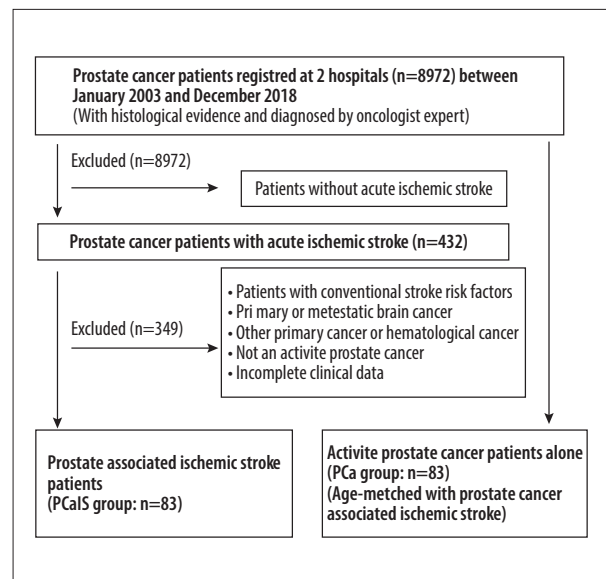 Prostate cancer patients registred at 2 hospitals (n=8972) between
January 2003 and December 2018
(With histological evidence and diagnosed by oncologist expert)
Excluded (n=8972)
Patients without acute ischemic stroke
Prostate cancer patients with acute ischemic stroke (n=432)
Excluded (n=349)
• Patients with conventional stroke risk factors
• Pri mary or metestatic brain cancer
• Other primary cancer or hematological cancer
• Not an activite prostate cancer
• Incomplete clinical data
Prostate associated ischemic stroke
patients
(PCaIS group: n=83)
Activite prostate cancer patients alone
(PCa group: n=83)
(Age-metched with prostate cancer
associated ischemic stroke)